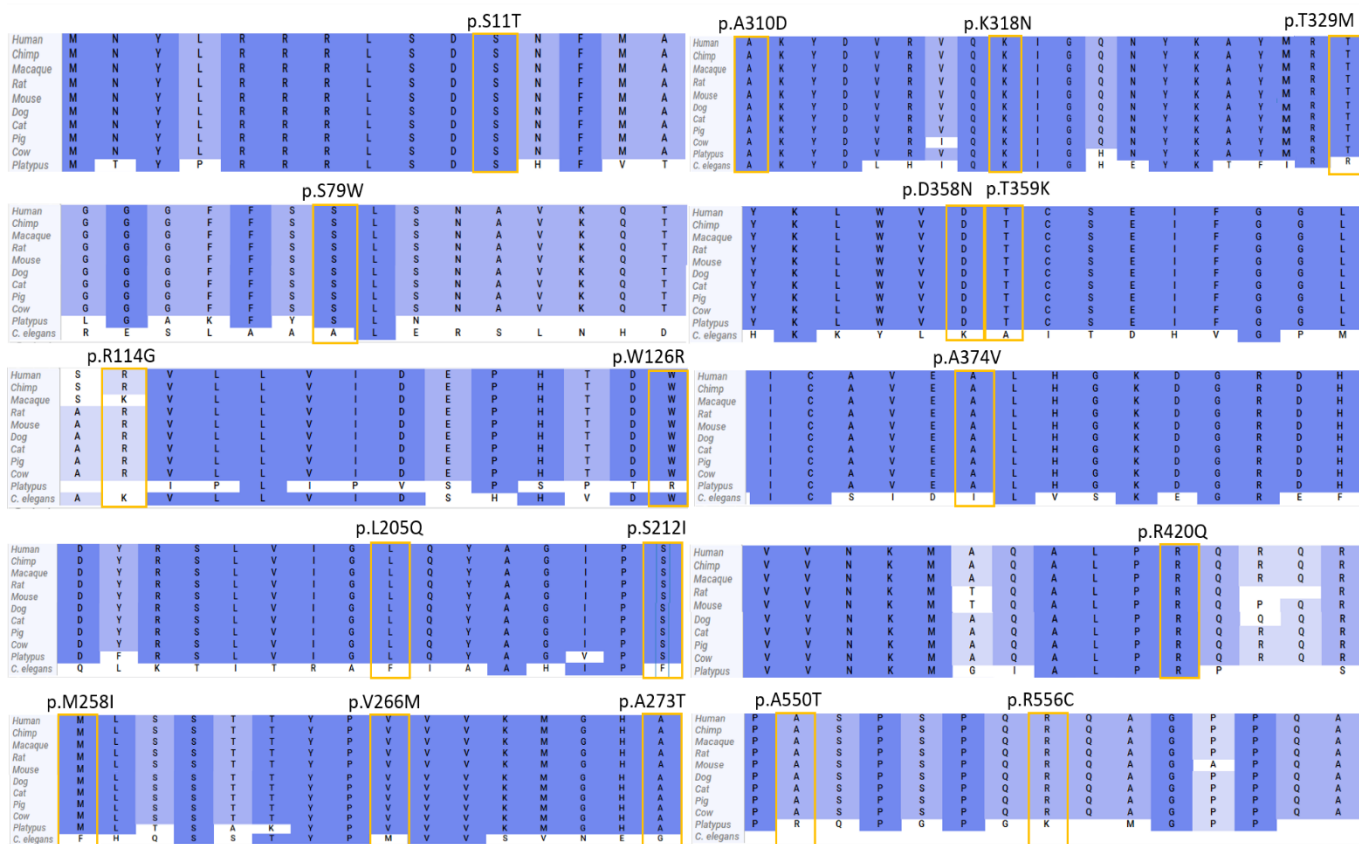 p.S11T
Human M N Y L R R R L S D S N F M A
Chimp M N Y L R R R L S D S N F M A
Macaque M N Y L R R R L S D S N F M A
Rat M N Y L R R R L S D S N F M A
Mouse M N Y L R R R L S D S N F M A
Dog M N Y L R R R L S D S N F M A
Cat M N Y L R R R L S D S N F M A
Pig M N Y L R R R L S D S N F M A
Cow M N Y L R R R L S D S N F M A
Platypus M T Y P R R R L S D S H F V T
p.A310D p.K318N p.T329M
Human A K Y D V R V Q K I G Q N Y K A Y M R T
Chimp A K Y D V R V Q K I G Q N Y K A Y M R T
Macaque A K Y D V R V Q K I G Q N Y K A Y M R T
Rat A K Y D V R V Q K I G Q N Y K A Y M R T
Mouse A K Y D V R V Q K I G Q N Y K A Y M R T
Dog A K Y D V R V Q K I G Q N Y K A Y M R T
Cat A K Y D V R V Q K I G Q N Y K A Y M R T
Pig A K Y D V R V Q K I G Q N Y K A Y M R T
Cow A K Y D V R I Q K I G Q N Y K A Y M R T
Platypus A K Y D V R V Q K I G H N Y K A Y M R T
C. elegans A K Y D L H I Q K I G H E Y K T F I R R
p.S79W
Human G G G F F S S L S N A V K Q T
Chimp G G G F F S S L S N A V K Q T
Macaque G G G F F S S L S N A V K Q T
Rat G G G F F S S L S N A V K Q T
Mouse G G G F F S S L S N A V K Q T
Dog G G G F F S S L S N A V K Q T
Cat G G G F F S S L S N A V K Q T
Pig G G G F F S S L S N A V K Q T
Cow G G G F F S S L S N A V K Q T
Platypus L G A K F Y S L N
C. elegans R E S L A A A L E R S L N H D
p.D358N p.T359K
Human Y K L W V D T C S E I F G G L
Chimp Y K L W V D T C S E I F G G L
Macaque Y K L W V D T C S E I F G G L
Rat Y K L W V D T C S E I F G G L
Mouse Y K L W V D T C S E I F G G L
Dog Y K L W V D T C S E I F G G L
Cat Y K L W V D T C S E I F G G L
Pig Y K L W V D T C S E I F G G L
Cow Y K L W V D T C S E I F G G L
Platypus Y K L W V D T C S E I F G G L
C. elegans H K K Y L K A I T D H V G P M
p.R114G p.W126R
Human S R V L L V I D E P H T D W
Chimp S R V L L V I D E P H T D W
Macaque S K V L L V I D E P H T D W
Rat A R V L L V I D E P H T D W
Mouse A R V L L V I D E P H T D W
Dog A R V L L V I D E P H T D W
Cat A R V L L V I D E P H T D W
Pig A R V L L V I D E P H T D W
Cow A R V L L V I D E P H T D W
Platypus I P L I P V S P S P T R
C. elegans A K V L L V I D S H H V D W
p.A374V
Human I C A V E A L H G K D G R D H
Chimp I C A V E A L H G K D G R D H
Macaque I C A V E A L H G K D G R D H
Rat I C A V E A L H G K D G R D H
Mouse I C A V E A L H G K D G R D H
Dog I C A V E A L H G K D G R D H
Cat I C A V E A L H G K D G R D H
Pig I C A V E A L H G K D G R D H
Cow I C A V E A L H G K D G R D H
Platypus I C A V E A L H G K D G R D H
C. elegans I C S I D I L V S K E G R E F
p.L205Q p.S212I
Human D Y R S L V I G L Q Y A G I P S
Chimp D Y R S L V I G L Q Y A G I P S
Macaque D Y R S L V I G L Q Y A G I P S
Rat D Y R S L V I G L Q Y A G I P S
Mouse D Y R S L V I G L Q Y A G I P S
Dog D Y R S L V I G L Q Y A G I P S
Cat D Y R S L V I G L Q Y A G I P S
Pig D Y R S L V I G L Q Y A G I P S
Cow D Y R S L V I G L Q Y A G I P S
Platypus D F R S L V I G L Q Y A G V P S
C. elegans Q L K T I T R A F I A A H I P F
p.R420Q
Human V V N K M A Q A L P R Q R Q R
Chimp V V N K M A Q A L P R Q R Q R
Macaque V V N K M A Q A L P R Q R Q R
Rat V V N K M T Q A L P R Q R
Mouse V V N K M T Q A L P R Q P Q R
Dog V V N K M A Q A L P R Q Q Q R
Cat V V N K M A Q A L P R Q R Q R
Pig V V N K M A Q A L P R Q R Q R
Cow V V N K M A Q A L P R Q R Q R
Platypus V V N K M G I A L P R P S
p.M258I p.V266M p.A273T
Human M L S S T T Y P V V V K M G H A
Chimp M L S S T T Y P V V V K M G H A
Macaque M L S S T T Y P V V V K M G H A
Rat M L S S T T Y P V V V K M G H A
Mouse M L S S T T Y P V V V K M G H A
Dog M L S S T T Y P V V V K M G H A
Cat M L S S T T Y P V V V K M G H A
Pig M L S S T T Y P V V V K M G H A
Cow M L S S T T Y P V V V K M G H A
Platypus M L T S A K Y P V V V K M G H A
C. elegans F H Q S S T Y P M V V S V N E G
p.A550T p.R556C
Human P A S P S P Q R Q A G P P Q A
Chimp P A S P S P Q R Q A G P P Q A
Macaque P A S P S P Q R Q A G P P Q A
Rat P A S P S P Q R Q A G P P Q A
Mouse P A S P S P Q R Q A G A P Q A
Dog P A S P S P Q R Q A G P P Q A
Cat P A S P S P Q R Q A G P P Q A
Pig P A S P S P Q R Q A G P P Q A
Cow P A S P S P Q R Q A G P P Q A
Platypus P R Q P G P G K M G P P
C. elegans